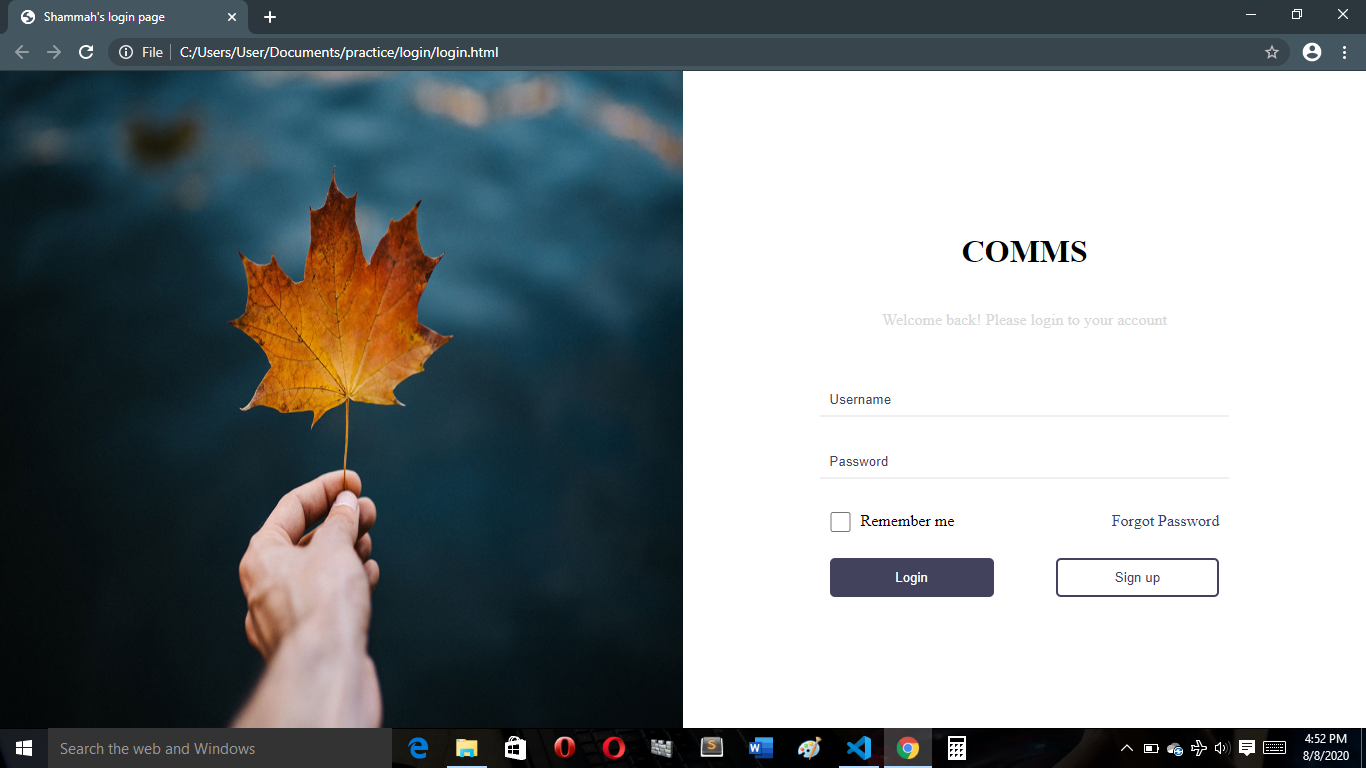 Shammah's login page
File
C:/Users/User/Documents/practice/login/login.html
COMMS
Welcome back! Please login to your account
Username
Password
Remember me
Forgot Password
Login
Sign up
Search the web and Windows
4:52 PM
8/8/2020